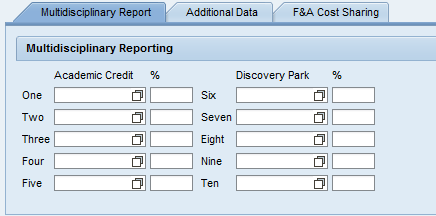 Multidisciplinary Report Additional Data F&A Cost Sharing
Multidisciplinary Reporting
Academic Credit % Discovery Park %
One Six
Two Seven
Three Eight
Four Nine
Five Ten